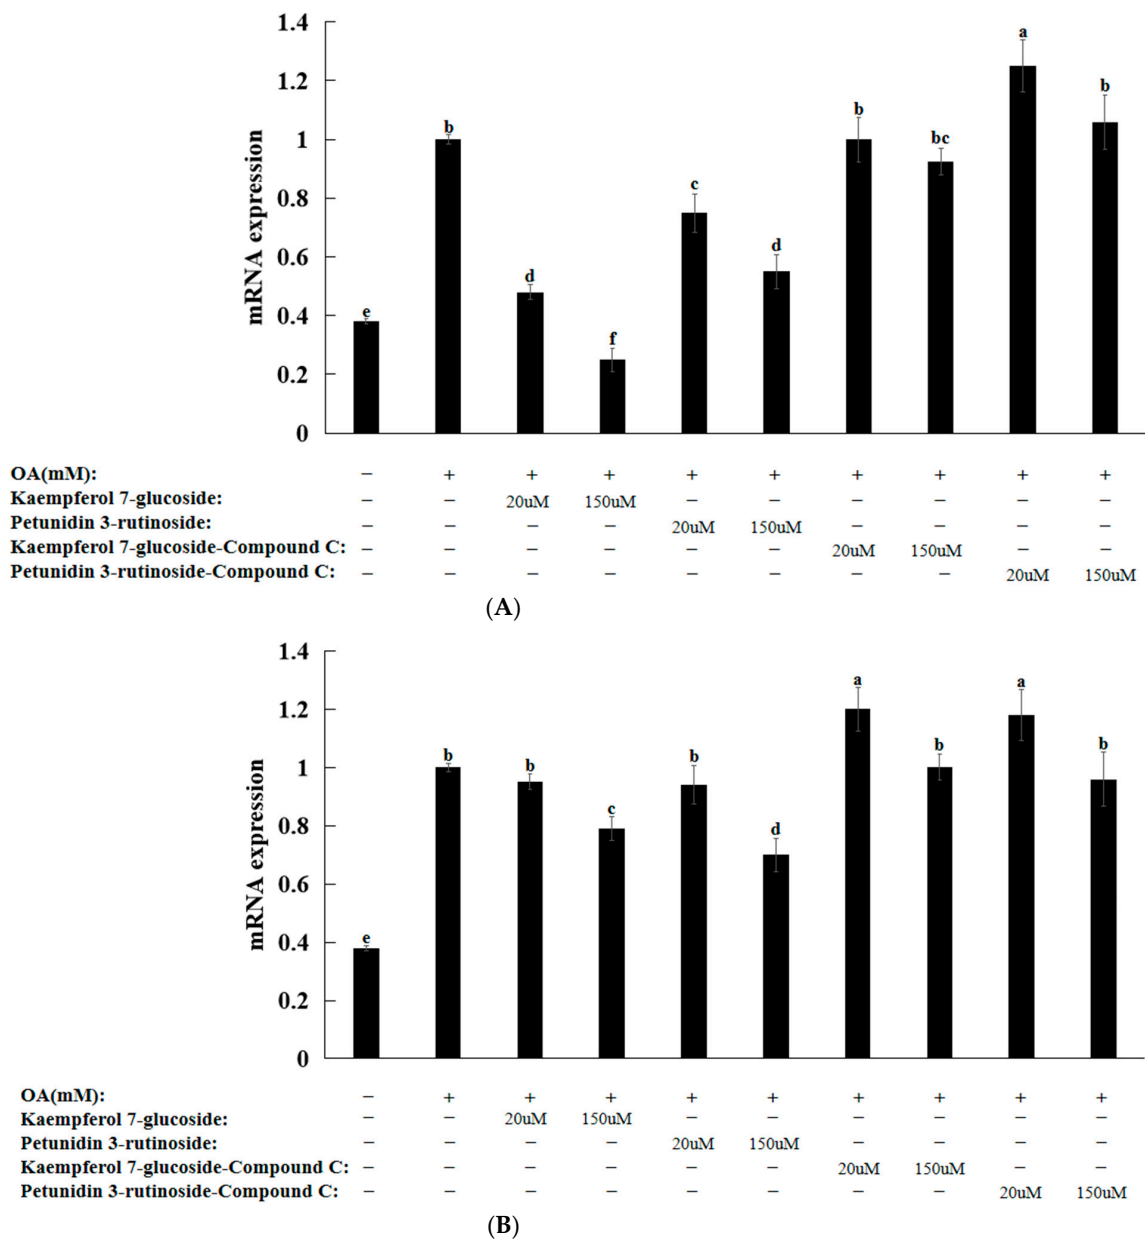 1.4
a
1.2
b b b
1 bc
mRNA expression
0.8 c
d
0.6
d
0.4 e
f
0.2
0
OA(mM): − + + + + + + + + +
Kaempferol 7-glucoside: − − 20uM 150uM − − − − − −
Petunidin 3-rutinoside: − − − − 20uM 150uM − − − −
Kaempferol 7-glucoside-Compound C: − − − − − − 20uM 150uM − −
Petunidin 3-rutinoside-Compound C: − − − − − − − − 20uM 150uM
(A)
1.4
a a
1.2
b b b b b
1
mRNA expression
0.8 c
d
0.6
0.4 e
0.2
0
OA(mM): − + + + + + + + + +
Kaempferol 7-glucoside: − − 20uM 150uM − − − − − −
Petunidin 3-rutinoside: − − − − 20uM 150uM − − − −
Kaempferol 7-glucoside-Compound C: − − − − − − 20uM 150uM − −
Petunidin 3-rutinoside-Compound C: − − − − − − − − 20uM 150uM
(B)